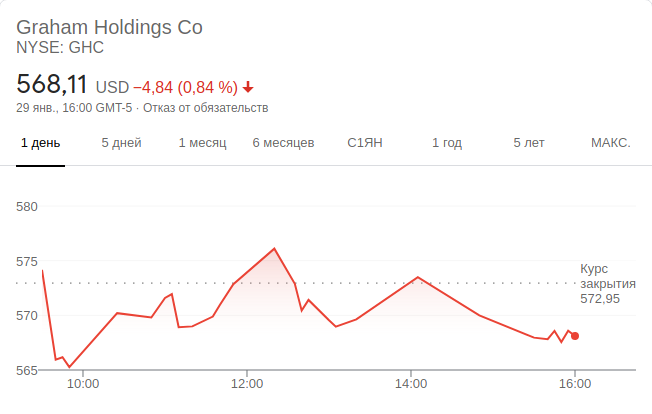 Graham Holdings Co
NYSE: GHC
568,11 USD −4,84 (0,84 %)
29 янв., 16:00 GMT-5 · Отказ от обязательств
1 день 5 дней 1 месяц 6 месяцев С1ЯН 1 год 5 лет МАКС.
580
575
Курс
закрытия
572,95
570
565
10:00 12:00 14:00 16:00